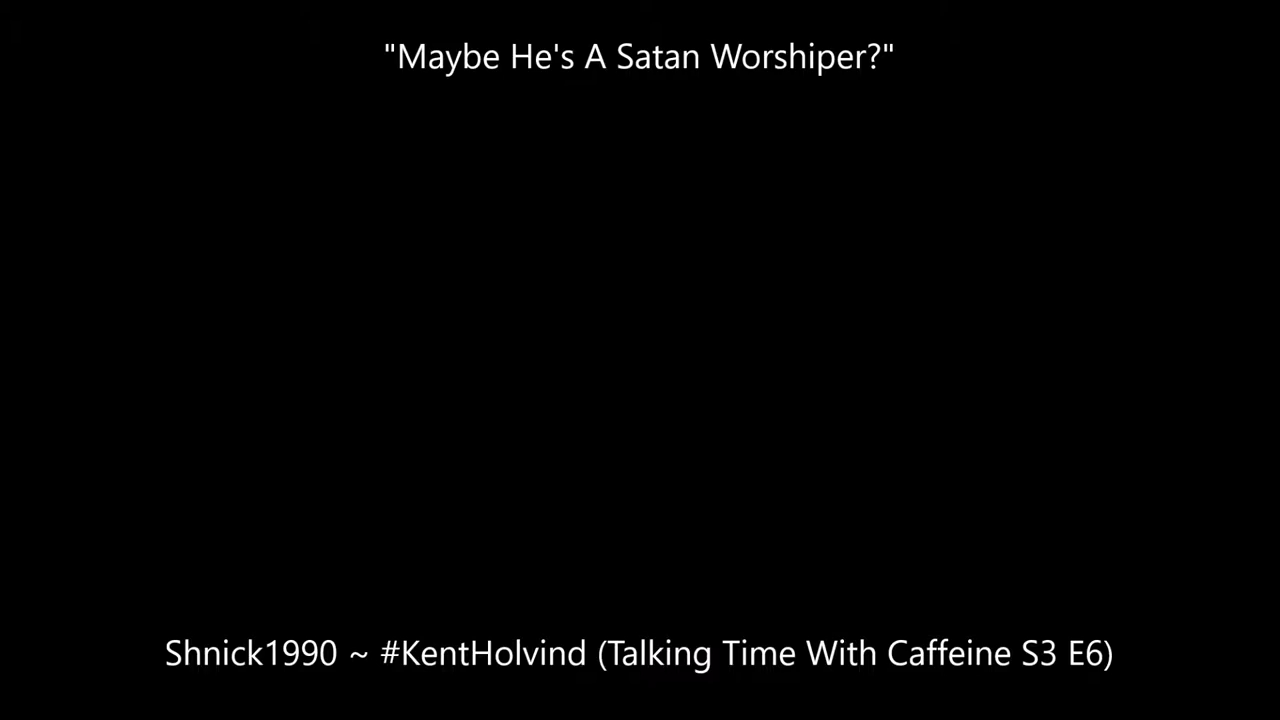 "Maybe He's A Satan Worshiper?"
Shnick1990 ~ #KentHolvind (Talking Time With Caffeine S3 E6)